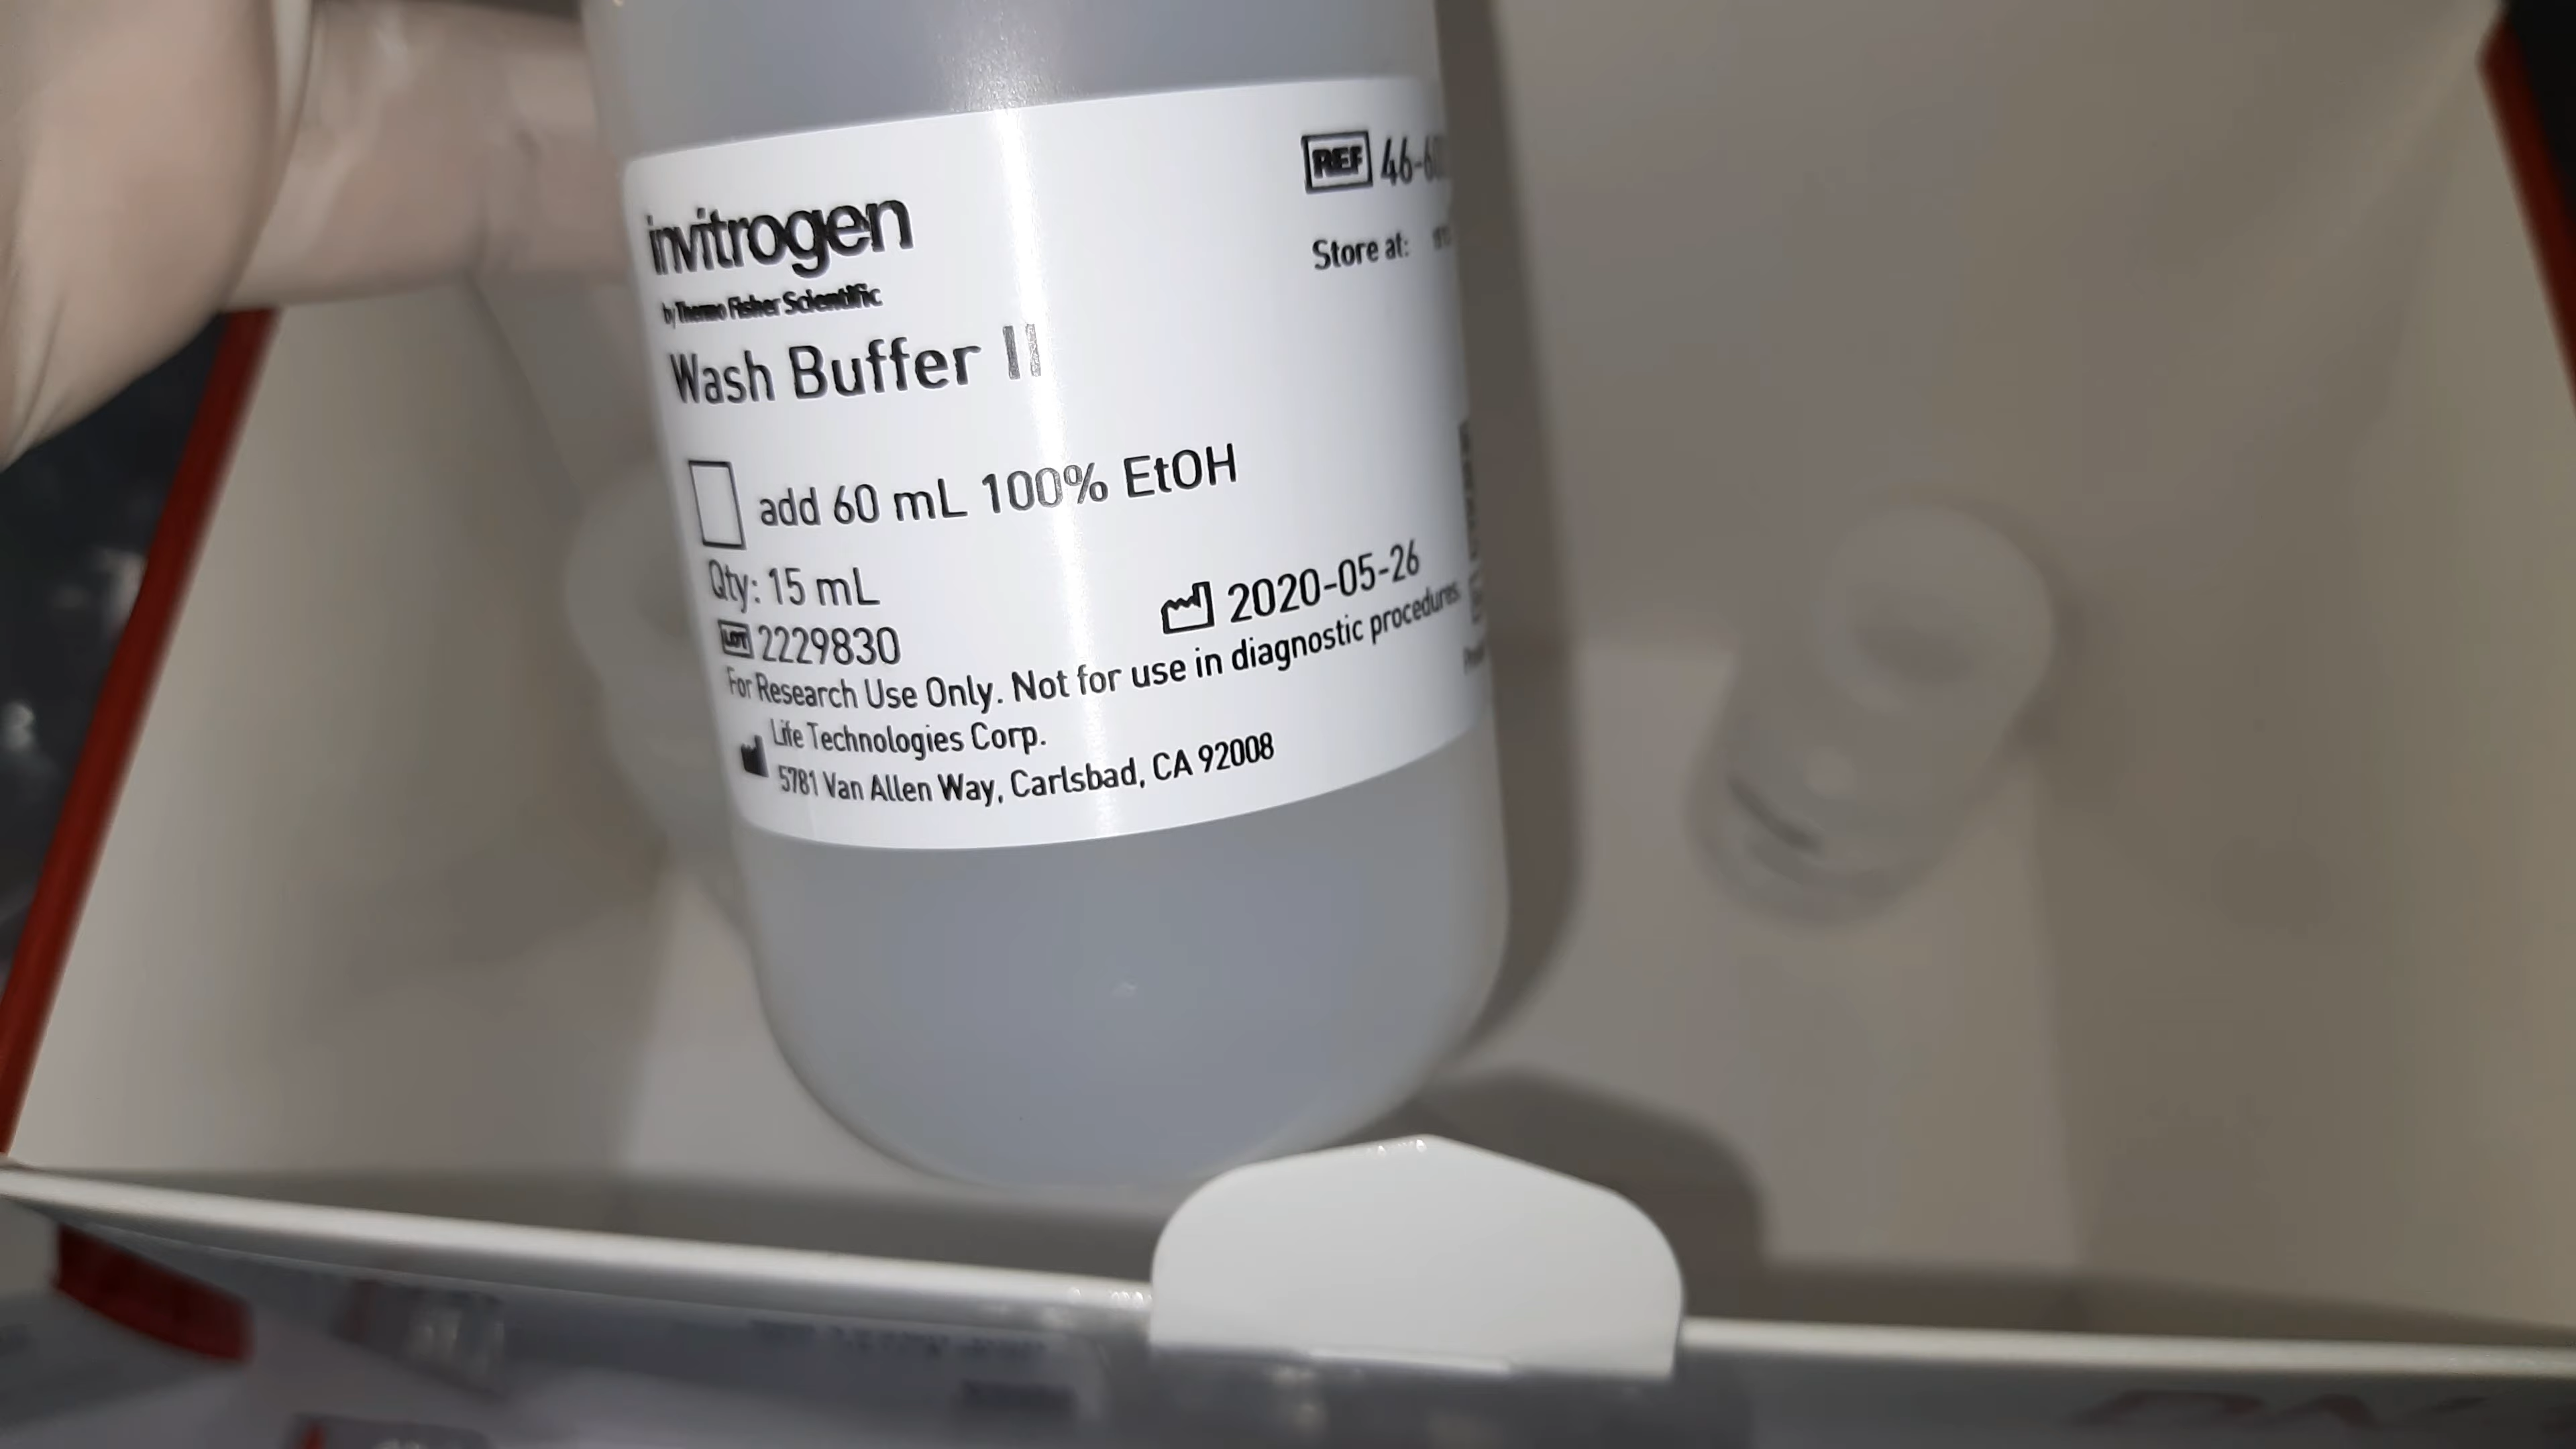 invitrogen
by Thermo Fisher Scientific
REF 46-6
Store at:
Wash Buffer II
add 60 mL 100% EtOH
Qty: 15 mL
LOT 2229830
2020-05-26
For Research Use Only. Not for use in diagnostic procedures.
Life Technologies Corp.
5781 Van Allen Way, Carlsbad, CA 92008